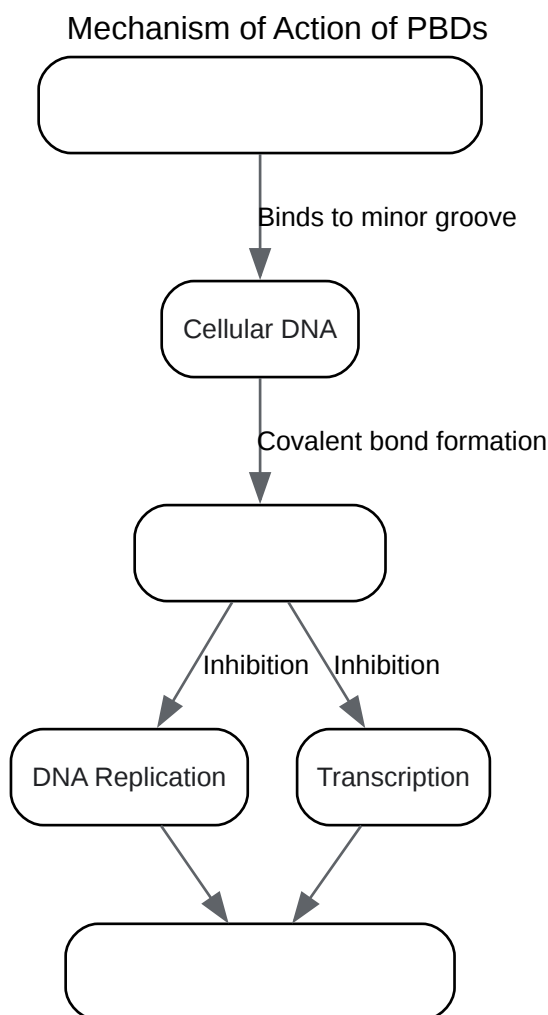 Mechanism of Action of PBDs
Binds to minor groove
Cellular DNA
Covalent bond formation
Inhibition
Inhibition
DNA Replication
Transcription